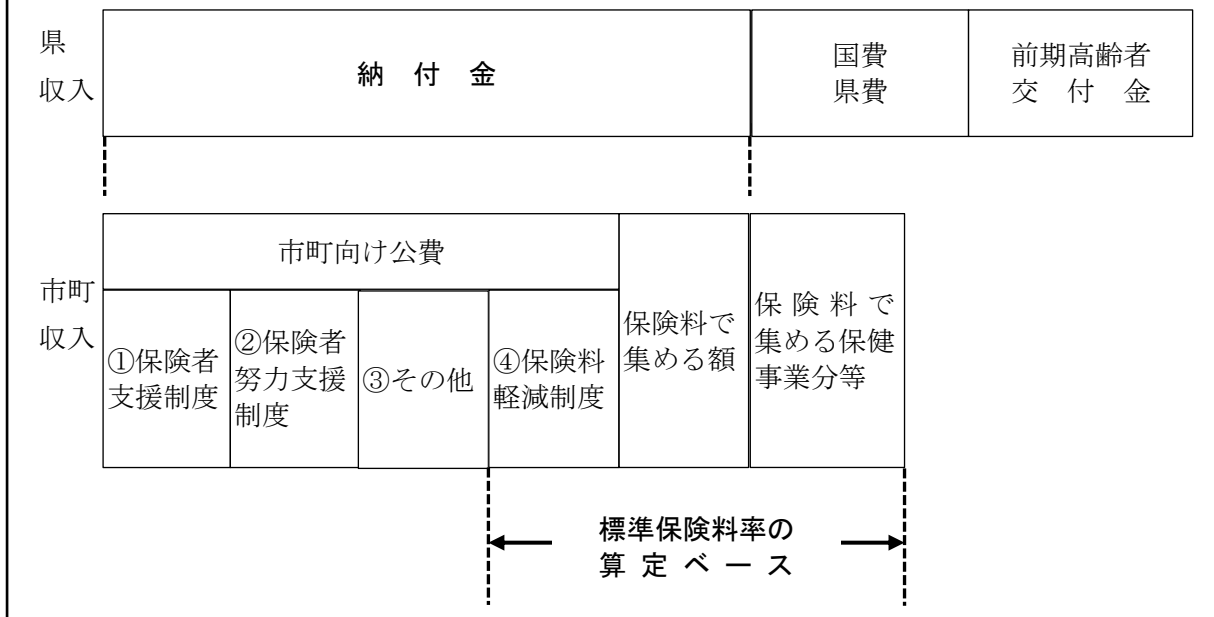 県
収入
納 付 金
国費
県費
前期高齢者
交 付 金
市町
収入
市町向け公費
①保険者
支援制度
②保険者
努力支援
制度
③その他
④保険料
軽減制度
保険料で
集める額
保 険 料 で
集める保健
事業分等
標準保険料率の
算 定 ベ ー ス